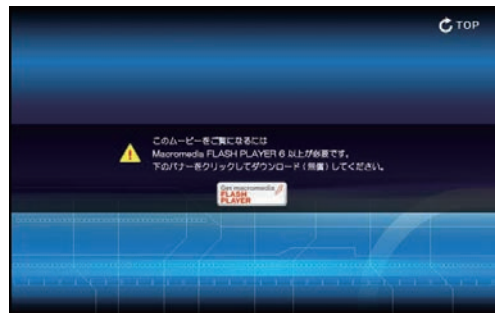 TOP
このムービーをご覧になるには
Macromedia FLASH PLAYER 6 以上が必要です。
下のバナーをクリックしてダウンロード(無償)してください。
Get macromedia
FLASH
PLAYER